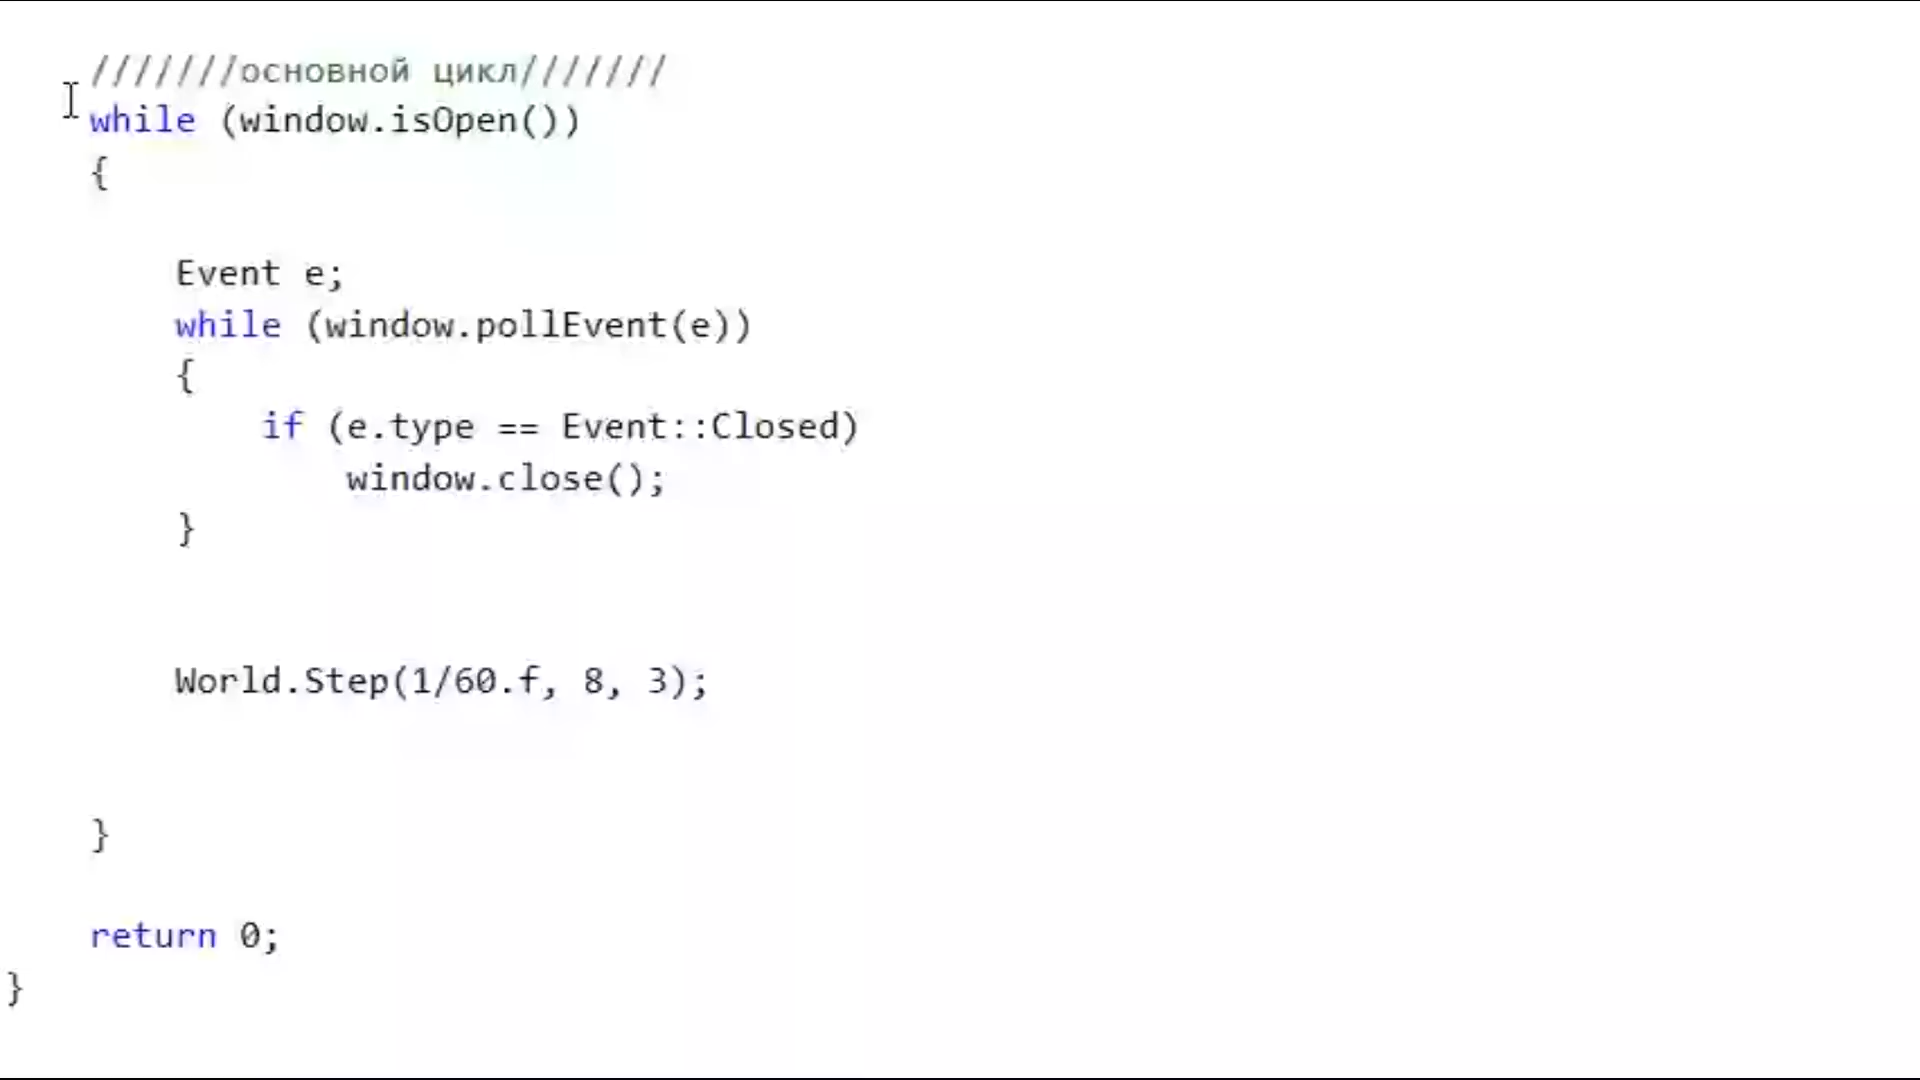 ///////основной цикл///////
while (window.isOpen())
{
Event e;
while (window.pollEvent(e))
{
if (e.type == Event::Closed)
window.close();
}
World.Step(1/60.f, 8, 3);
}
return 0;
}